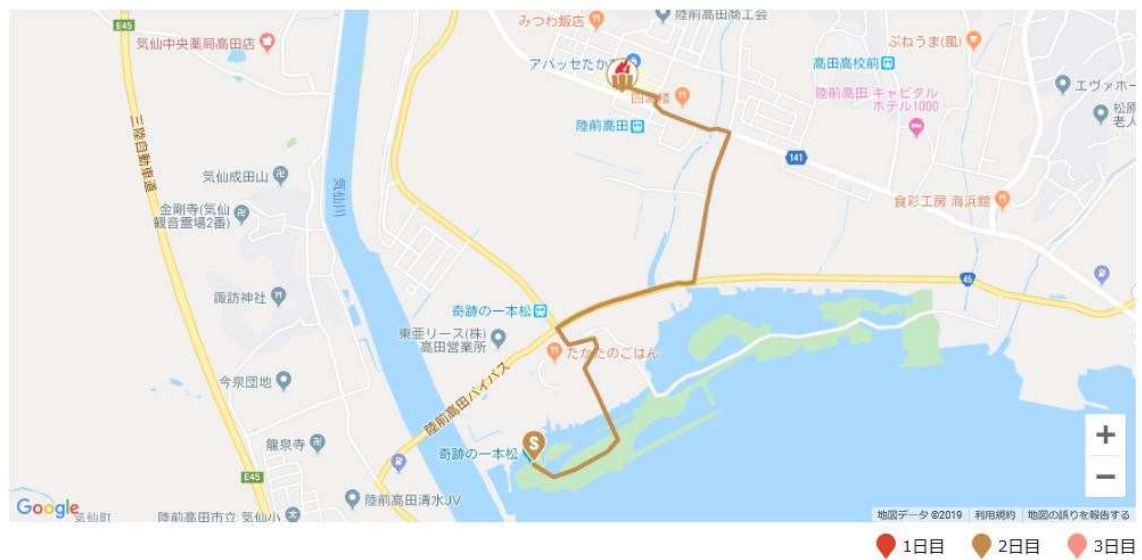 みつわ飯店
陸前高田商工会
E45
気仙中央薬局高田店
ぶねうま(風)
アバッセたか
高田高校前
エヴァホー
陸前高田 キャピタル
ホテル1000
松原
老人
陸前高田
141
三陸自動車道
気仙成田山
気仙川
金剛寺(気仙
観音霊場2番)
食彩工房 海浜館
諏訪神社
45
奇跡の一本松
東亜リース(株)
高田営業所
たかたのごはん
今泉団地
陸前高田バイパス
S
奇跡の一本松
龍泉寺
E45
陸前高田清水JV
Google
気仙町
陸前高田市立 気仙小
+
−
地図データ ©2019
利用規約
地図の誤りを報告する
1日目
2日目
3日目